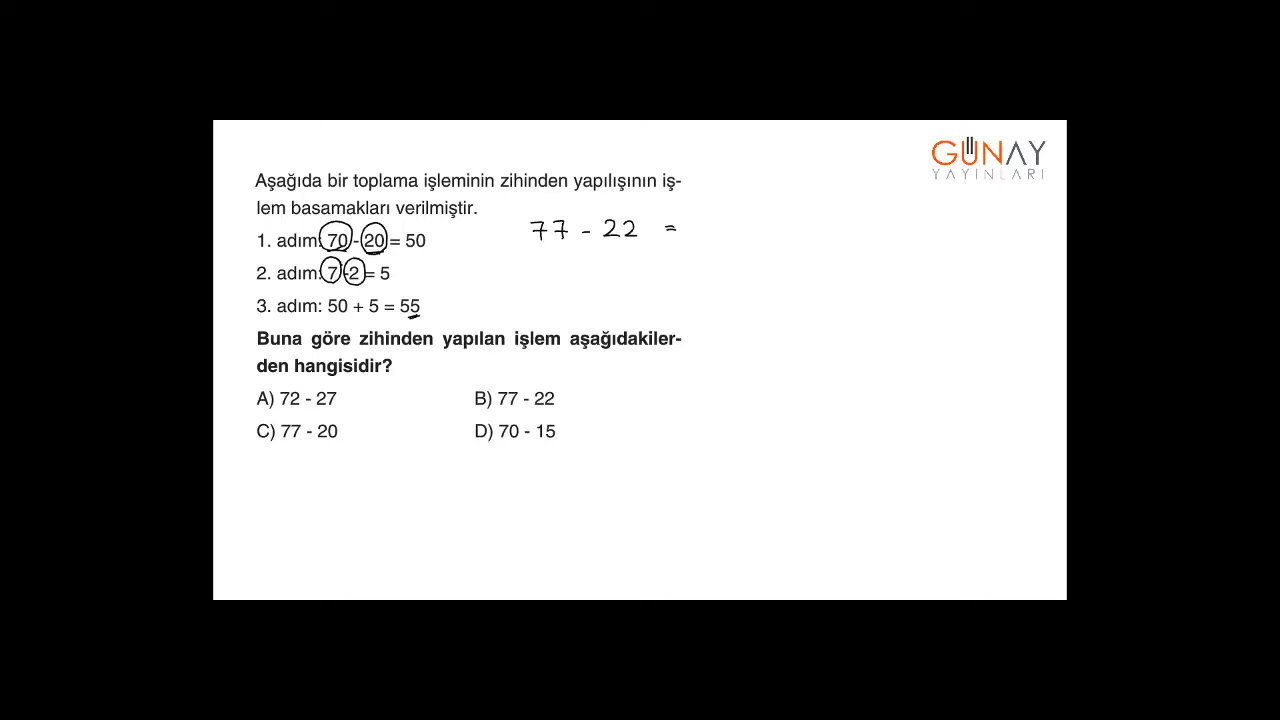 GÜNAY
YAYINLARI
Aşağıda bir toplama işleminin zihinden yapılışının iş-
lem basamakları verilmiştir.
77 - 22 =
1. adım: 70 - 20 = 50
2. adım: 7 - 2 = 5
3. adım: 50 + 5 = 55
Buna göre zihinden yapılan işlem aşağıdakiler-
den hangisidir?
A) 72 - 27 B) 77 - 22
C) 77 - 20 D) 70 - 15